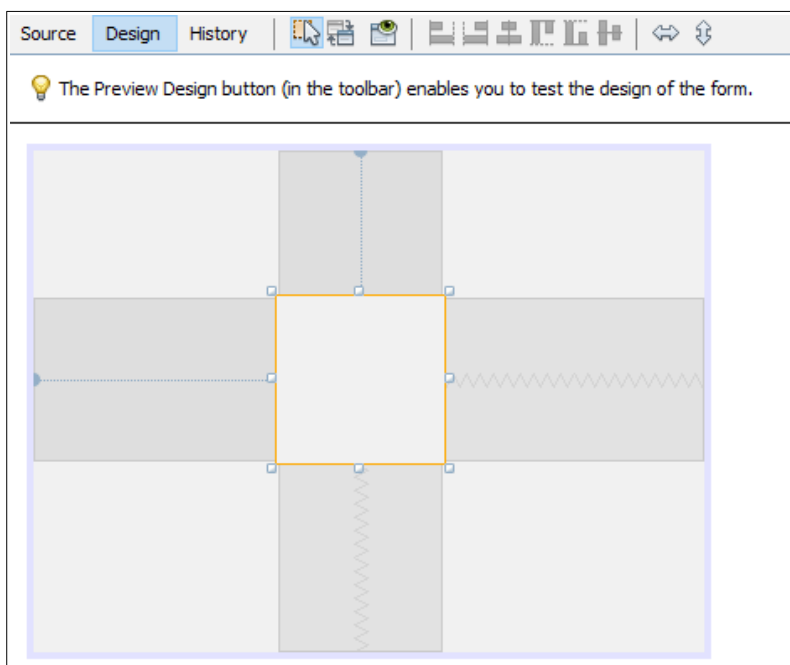 Source Design History
The Preview Design button (in the toolbar) enables you to test the design of the form.